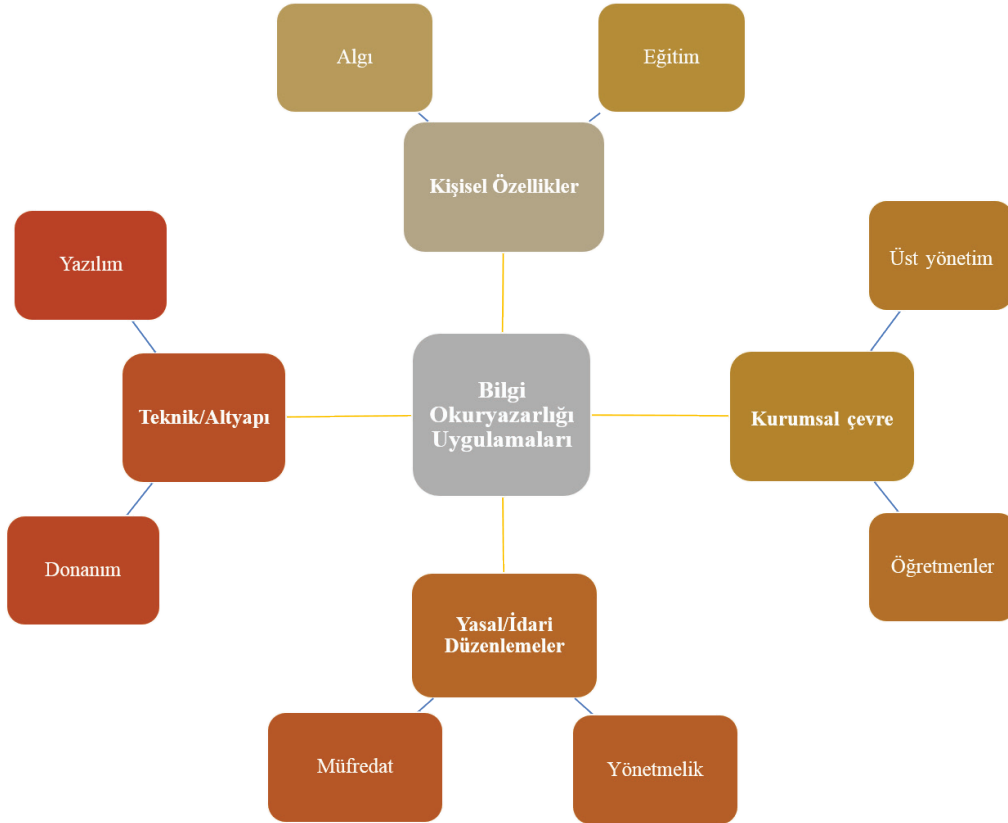 Algı
Eğitim
Kişisel Özellikler
Yazılım
Üst yönetim
Teknik/Altyapı
Bilgi
Okuryazarlığı
Uygulamaları
Kurumsal çevre
Donanım
Öğretmenler
Yasal/İdari
Düzenlemeler
Müfredat
Yönetmelik